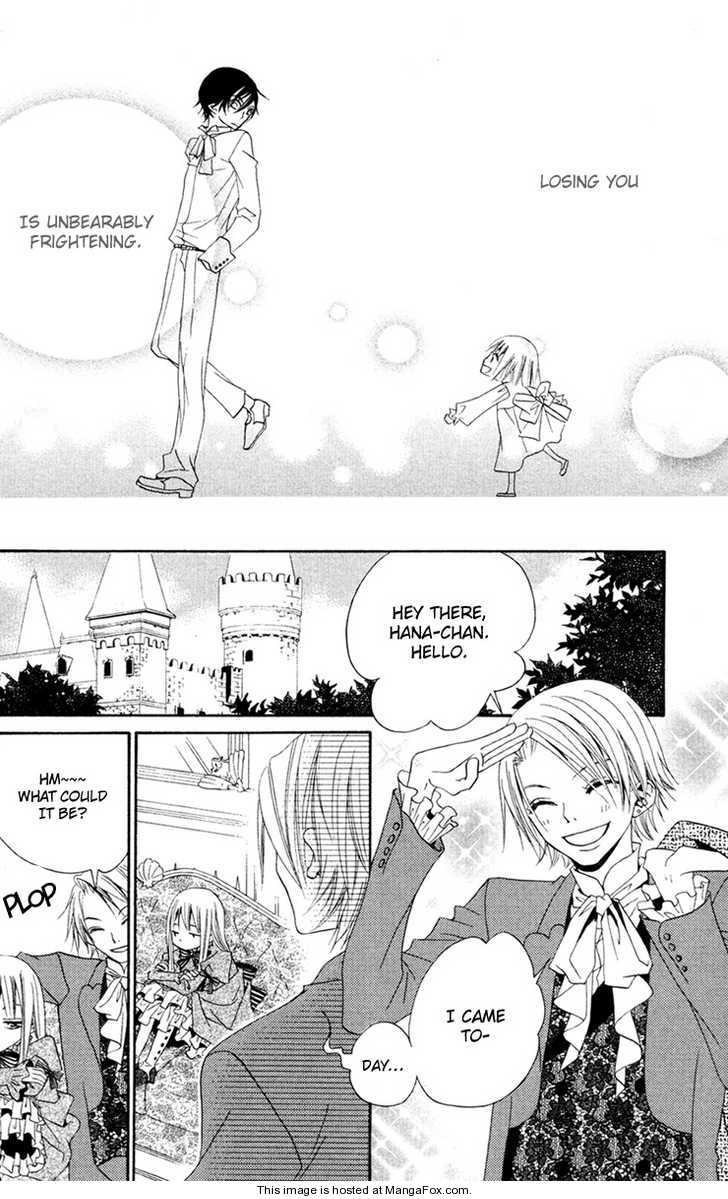 LOSING YOU
IS UNBEARABLY
FRIGHTENING.
HEY THERE,
HANA-CHAN.
HELLO.
I CAME
TO-
DAY...
HM~~~
WHAT COULD
IT BE?
PLOP
This image is hosted at MangaFox.com.